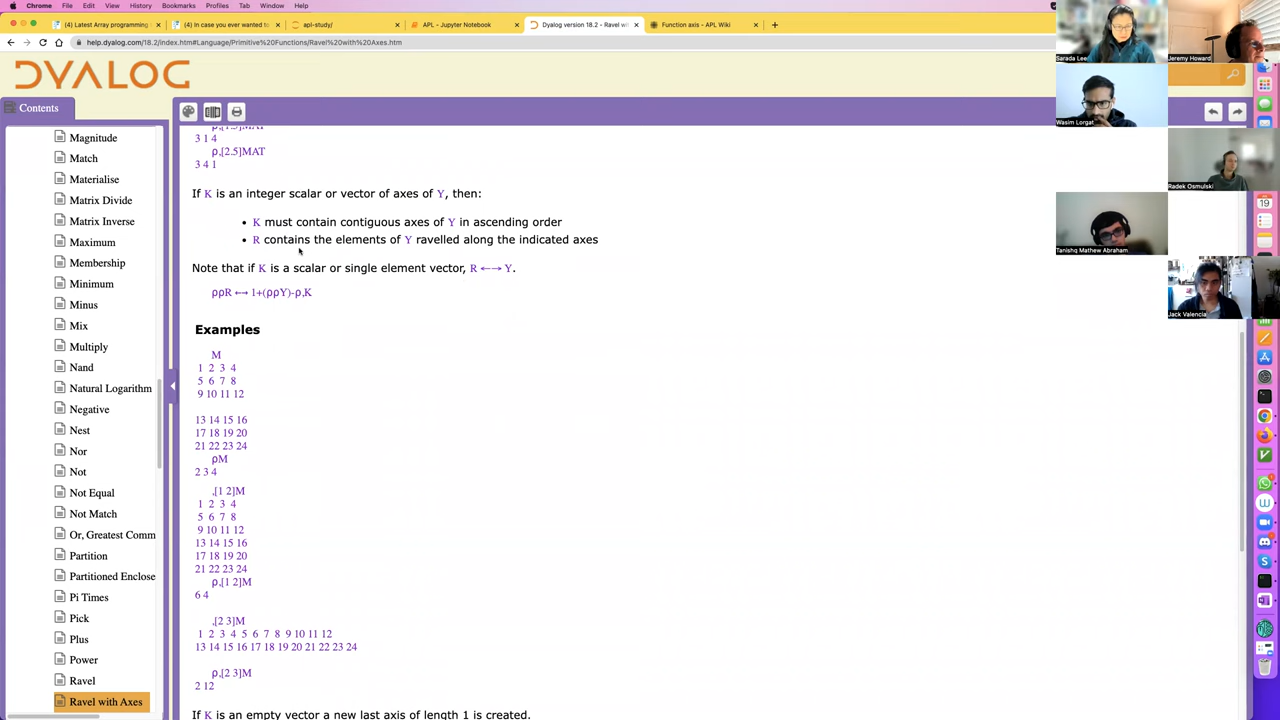 Chrome File Edit View History Bookmarks Profiles Tab Window Help
(4) Latest Array programming
(4) In case you ever wanted to
apl-study/
APL - Jupyter Notebook
Dyalog version 18.2 - Ravel wi
Function axis - APL Wiki
help.dyalog.com/18.2/index.htm#Language/Primitive%20Functions/Ravel%20with%20Axes.htm
DYALOG
Contents
Magnitude
Match
Materialise
Matrix Divide
Matrix Inverse
Maximum
Membership
Minimum
Minus
Mix
Multiply
Nand
Natural Logarithm
Negative
Nest
Nor
Not
Not Equal
Not Match
Or, Greatest Comm
Partition
Partitioned Enclose
Pi Times
Pick
Plus
Power
Ravel
Ravel with Axes
3 1 4
⍴,[2.5]MAT
3 4 1
If K is an integer scalar or vector of axes of Y, then:
• K must contain contiguous axes of Y in ascending order
• R contains the elements of Y ravelled along the indicated axes
Note that if K is a scalar or single element vector, R ←→ Y.
⍴⍴R ←→ 1+(⍴⍴Y)-⍴,K
Examples
M
1 2 3 4
5 6 7 8
9 10 11 12
13 14 15 16
17 18 19 20
21 22 23 24
⍴M
2 3 4
,[1 2]M
1 2 3 4
5 6 7 8
9 10 11 12
13 14 15 16
17 18 19 20
21 22 23 24
⍴,[1 2]M
6 4
,[2 3]M
1 2 3 4 5 6 7 8 9 10 11 12
13 14 15 16 17 18 19 20 21 22 23 24
⍴,[2 3]M
2 12
If K is an empty vector a new last axis of length 1 is created.
Sarada Lee
Jeremy Howard
Wasim Lorgat
Radek Osmulski
Tanishq Mathew Abraham
Jack Valencia
19